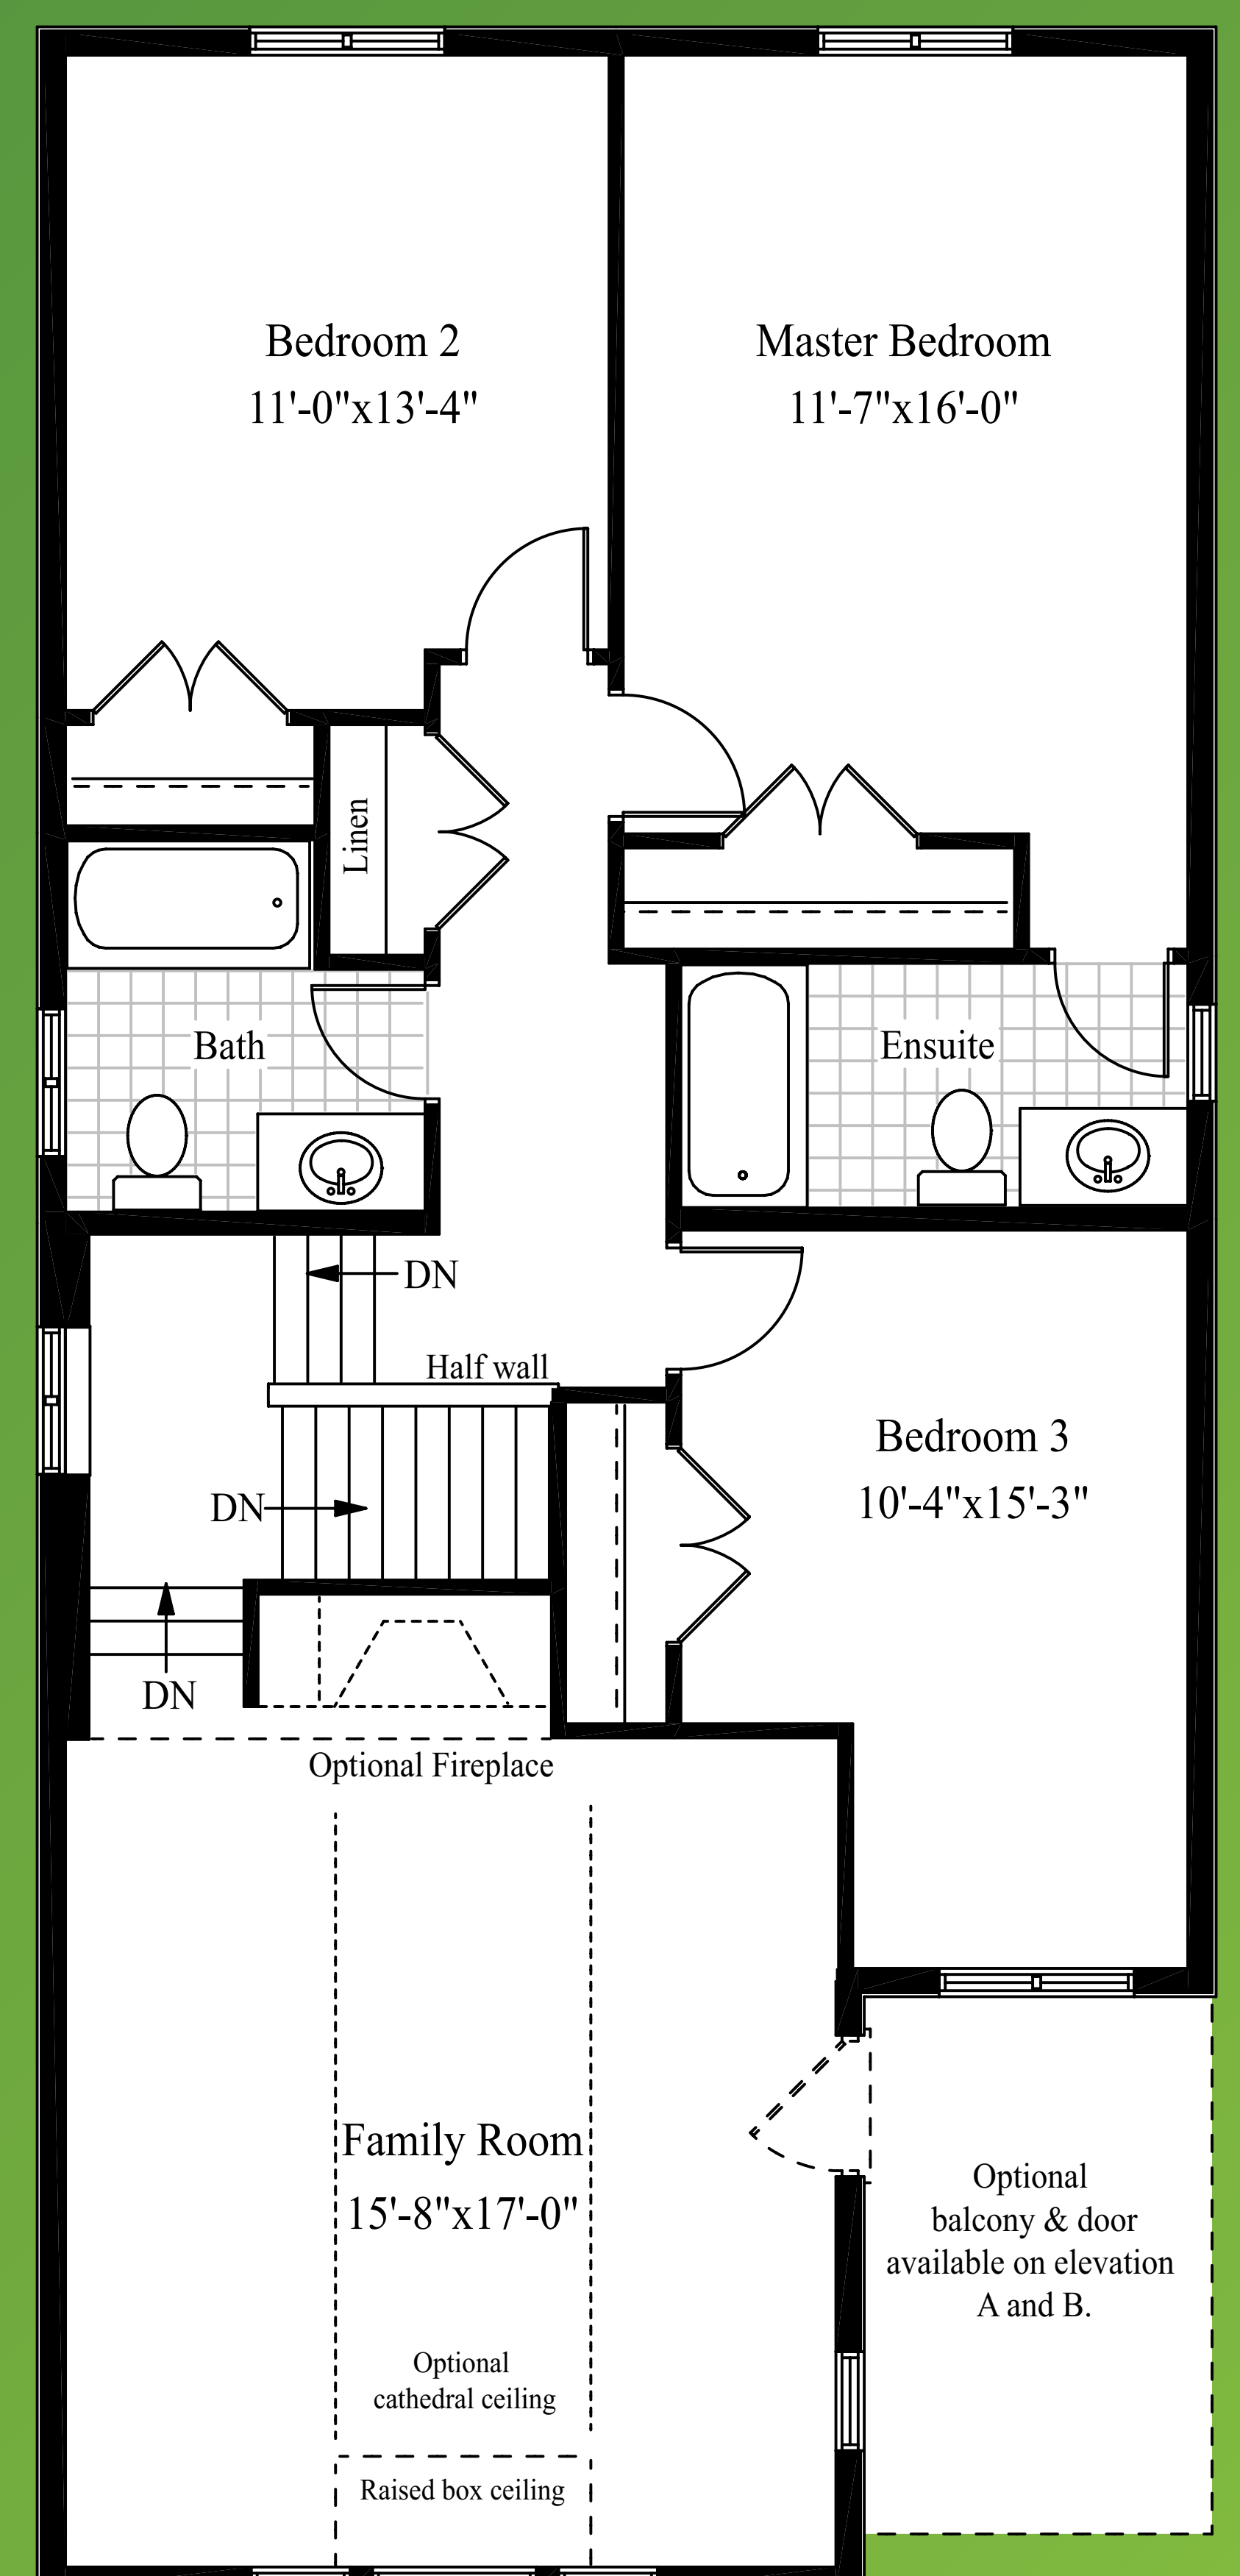 Bedroom 2
11'-0"x13'-4"
Master Bedroom
11'-7"x16'-0"
Linen
Bath
Ensuite
DN
Half wall
Bedroom 3
10'-4"x15'-3"
DN
DN
Optional Fireplace
Family Room
15'-8"x17'-0"
Optional
balcony & door
available on elevation
A and B.
Optional
cathedral ceiling
Raised box ceiling